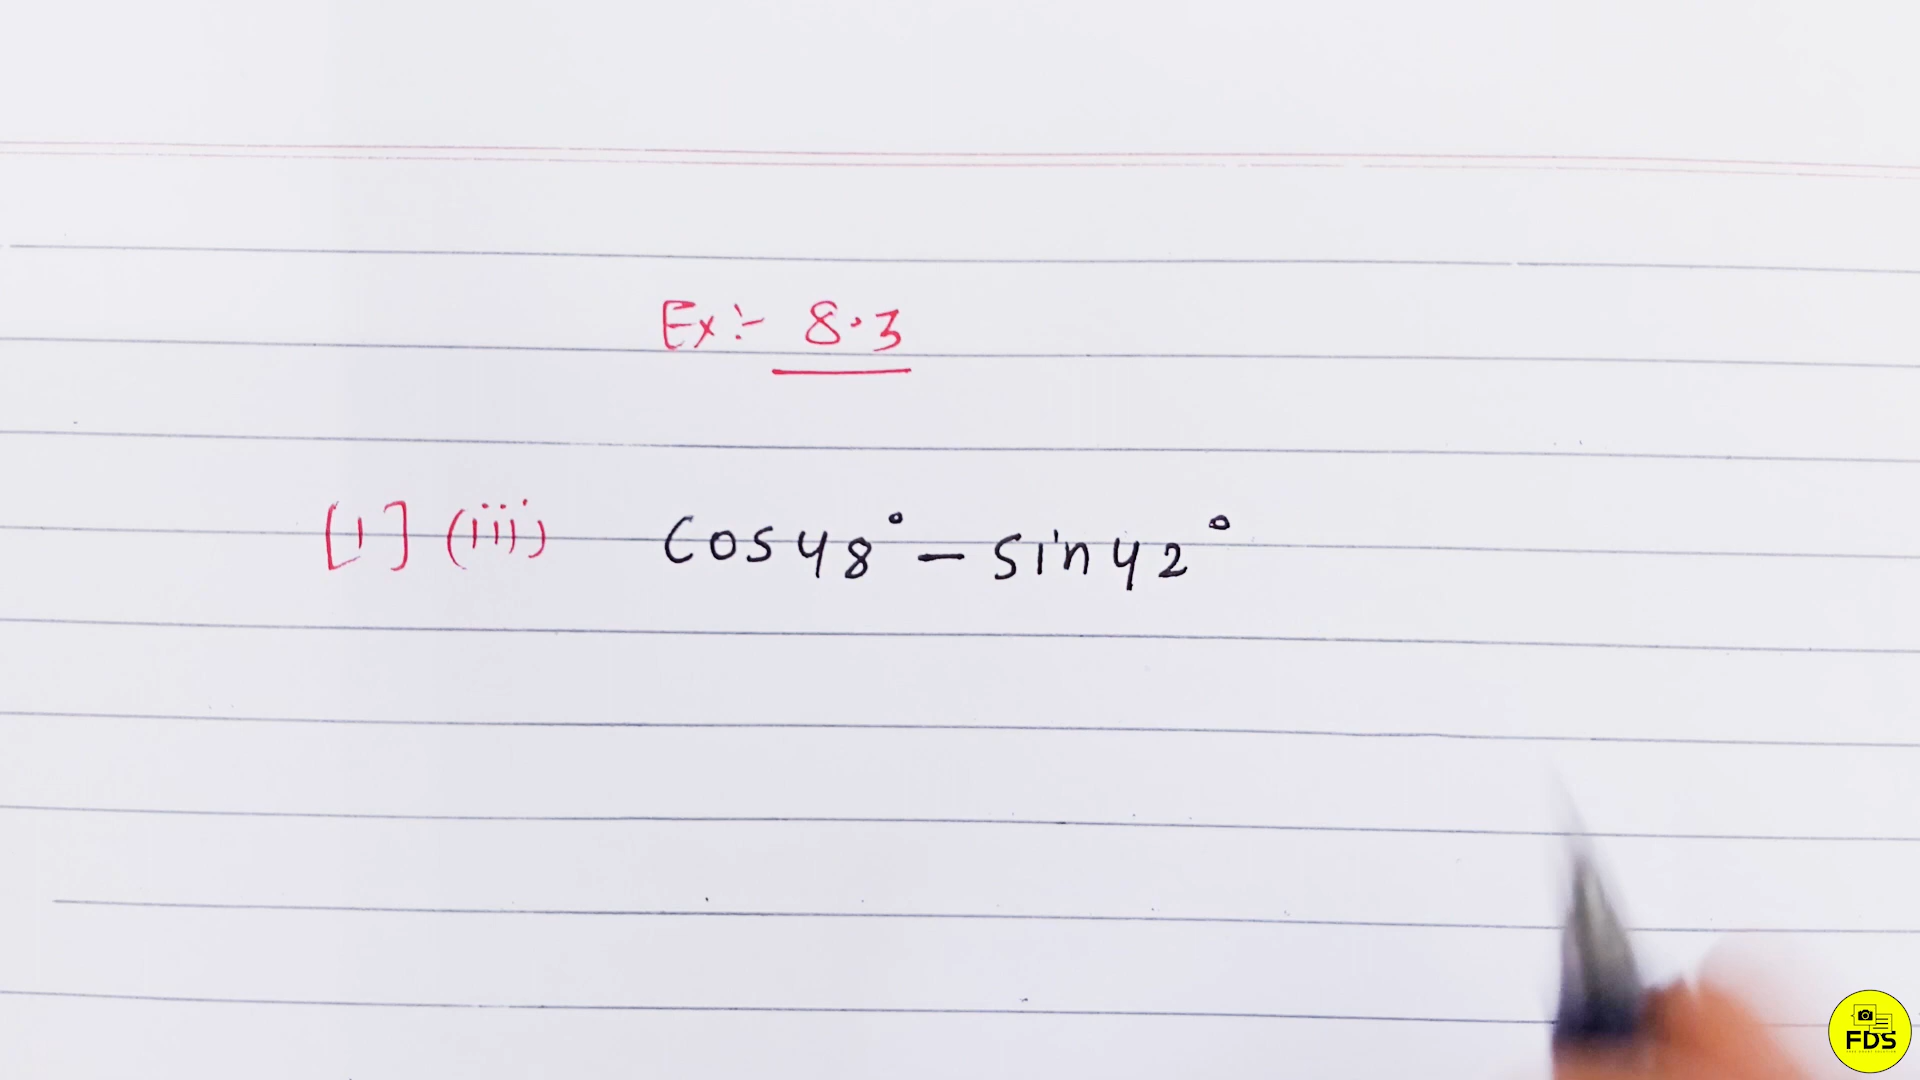 Ex:- 8.3
[1] (iii) Cos 48° - Sin 42°
FDS